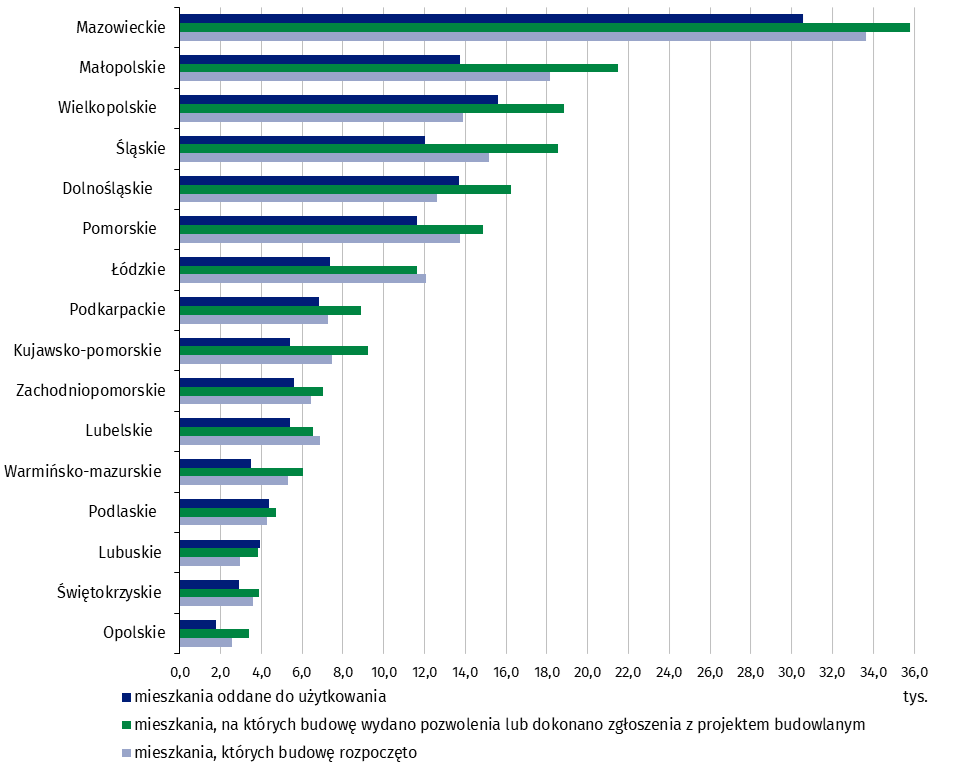 Mazowieckie
Małopolskie
Wielkopolskie
Śląskie
Dolnośląskie
Pomorskie
Łódzkie
Podkarpackie
Kujawsko-pomorskie
Zachodniopomorskie
Lubelskie
Warmińsko-mazurskie
Podlaskie
Lubuskie
Świętokrzyskie
Opolskie
0,0 2,0 4,0 6,0 8,0 10,0 12,0 14,0 16,0 18,0 20,0 22,0 24,0 26,0 28,0 30,0 32,0 34,0 36,0
tys.
mieszkania oddane do użytkowania
mieszkania, na których budowę wydano pozwolenia lub dokonano zgłoszenia z projektem budowlanym
mieszkania, których budowę rozpoczęto